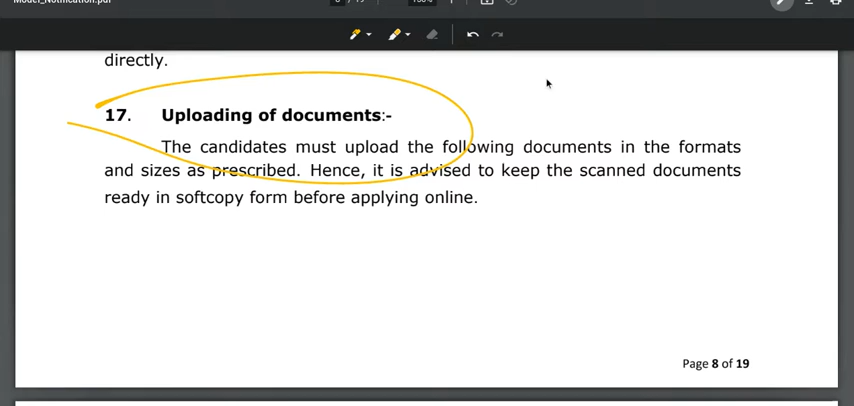 Model_Notification.pdf
directly.
17. Uploading of documents:-
The candidates must upload the following documents in the formats
and sizes as prescribed. Hence, it is advised to keep the scanned documents
ready in softcopy form before applying online.
Page 8 of 19